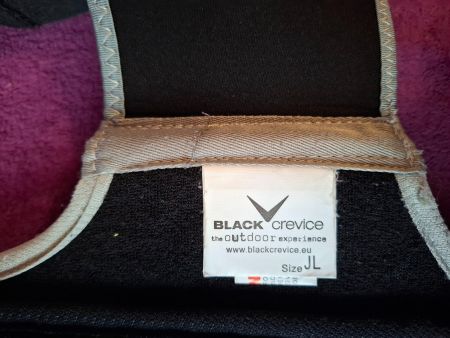 BLACK crevice
the outdoor experience
www.blackcrevice.eu
Size JL